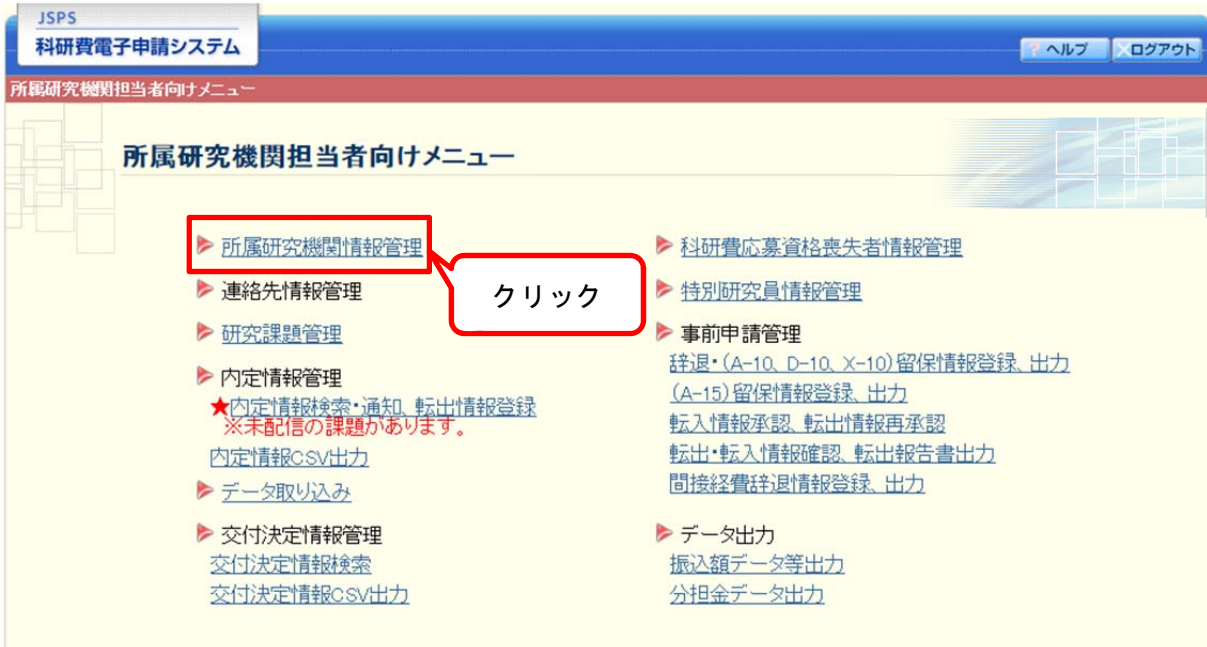 JSPS
科研費電子申請システム
ヘルプ
ログアウト
所属研究機関担当者向けメニュー
所属研究機関担当者向けメニュー
所属研究機関情報管理
クリック
連絡先情報管理
研究課題管理
内定情報管理
★内定情報検索・通知、転出情報登録
※未配信の課題があります。
内定情報CSV出力
データ取り込み
交付決定情報管理
交付決定情報検索
交付決定情報CSV出力
科研費応募資格喪失者情報管理
特別研究員情報管理
事前申請管理
辞退・(A-10、D-10、X-10)留保情報登録、出力
(A-15)留保情報登録、出力
転入情報承認、転出情報再承認
転出・転入情報確認、転出報告書出力
間接経費辞退情報登録、出力
データ出力
振込額データ等出力
分担金データ出力